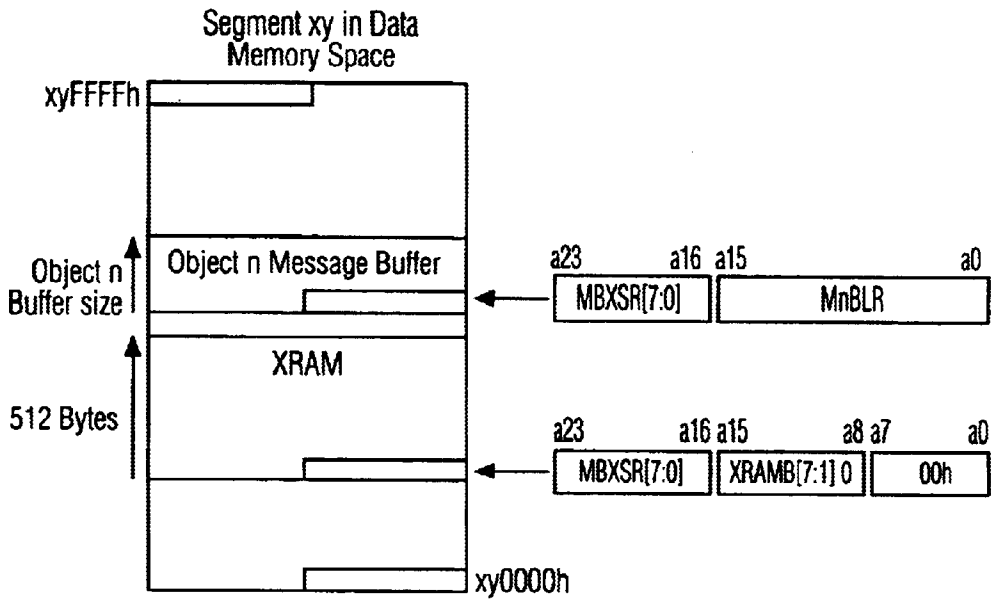 Segment xy in Data
Memory Space
xyFFFFh
Object n
Buffer size
Object n Message Buffer
a23 a16 a15 a0
MBXSR[7:0] MnBLR
XRAM
512 Bytes
a23 a16 a15 a8 a7 a0
MBXSR[7:0] XRAMB[7:1] 0 00h
xy0000h